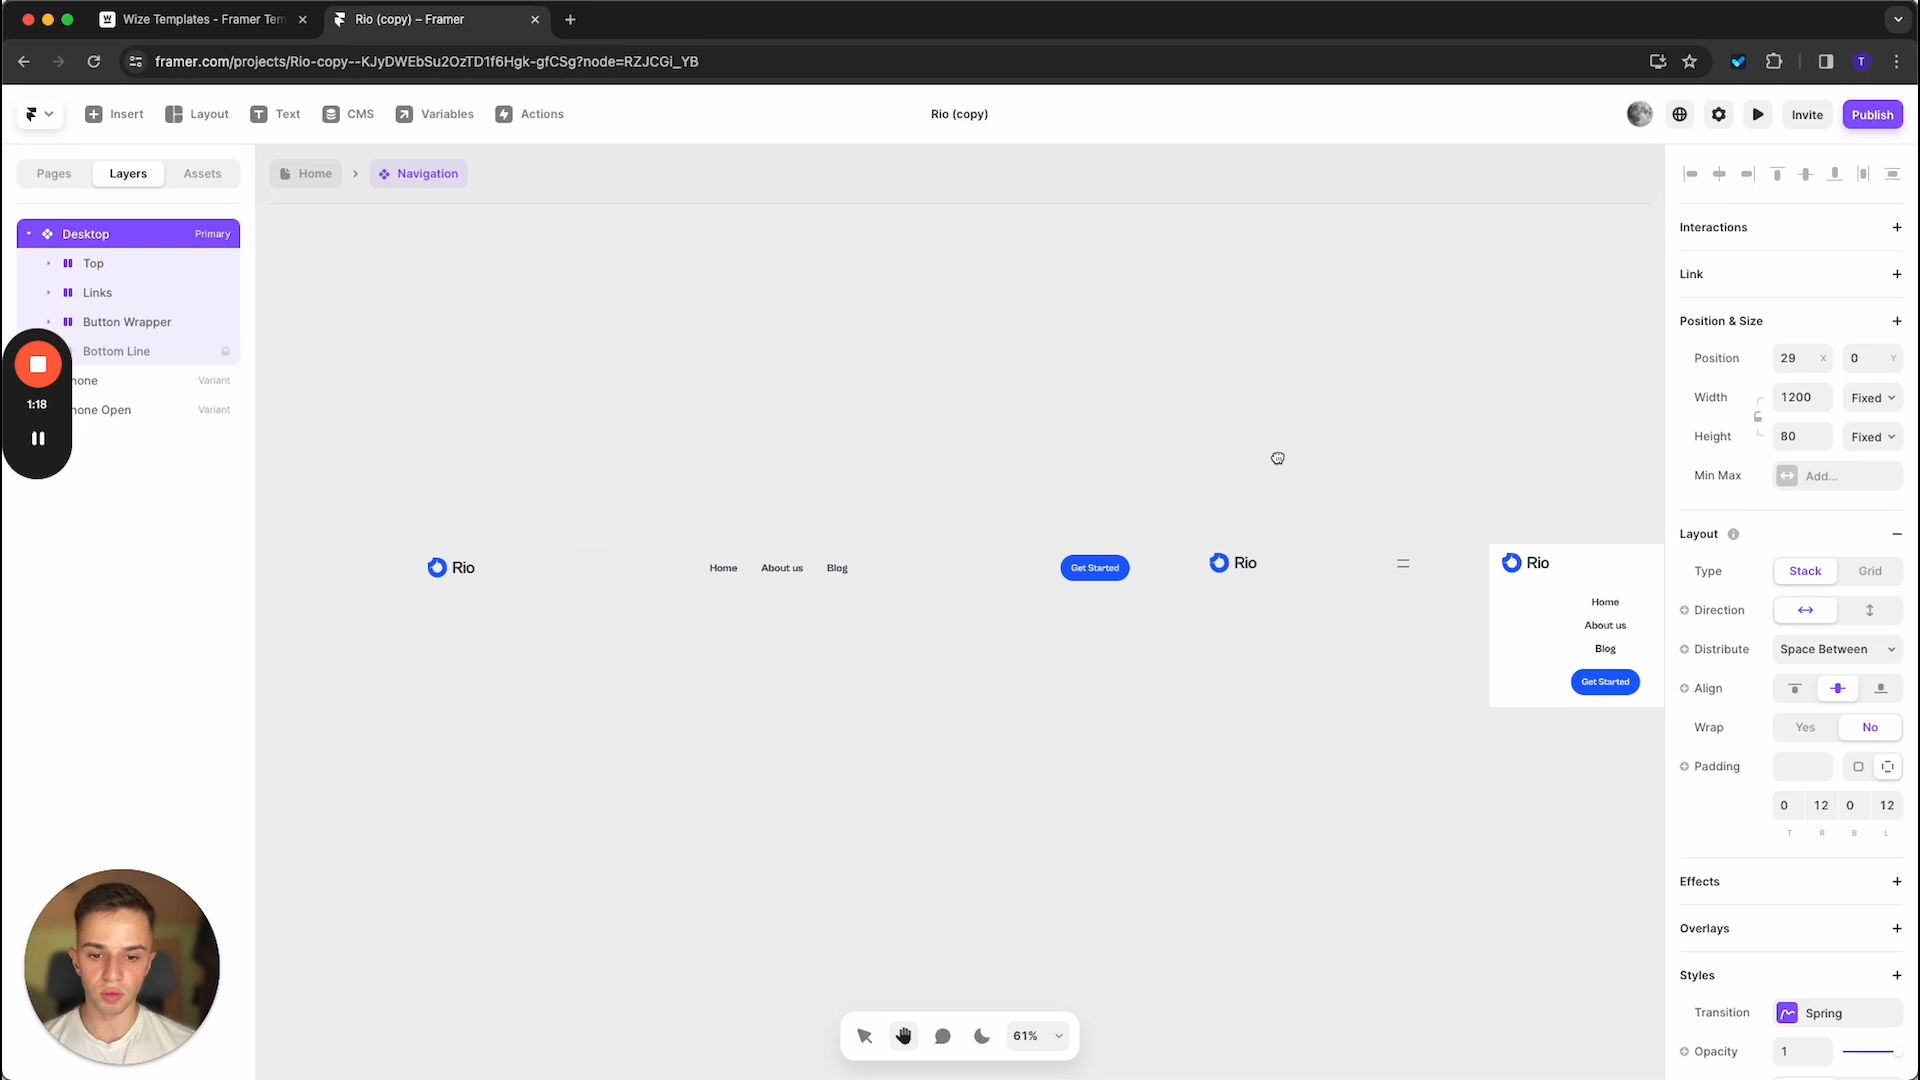 Wize Templates - Framer Tem
Rio (copy) – Framer
framer.com/projects/Rio-copy--KJyDWEbSu2OzTD1f6Hgk-gfCSg?node=RZJCGi_YB
T
Insert
Layout
Text
CMS
Variables
Actions
Rio (copy)
Invite
Publish
Pages
Layers
Assets
Home
Navigation
Desktop
Primary
Top
Links
Button Wrapper
Bottom Line
hone
Variant
hone Open
Variant
1:18
Rio
Home
About us
Blog
Get Started
Rio
Rio
Home
About us
Blog
Get Started
61%
Interactions
Link
Position & Size
Position
29
X
0
Y
Width
1200
Fixed
Height
80
Fixed
Min Max
Add...
Layout
Type
Stack
Grid
Direction
Distribute
Space Between
Align
Wrap
Yes
No
Padding
0
12
0
12
T
R
B
L
Effects
Overlays
Styles
Transition
Spring
Opacity
1